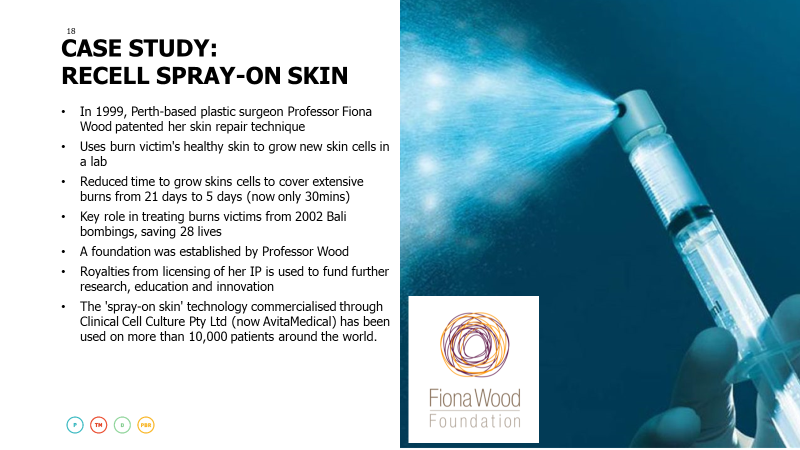 18
CASE STUDY:
RECELL SPRAY-ON SKIN
• In 1999, Perth-based plastic surgeon Professor Fiona
Wood patented her skin repair technique
• Uses burn victim's healthy skin to grow new skin cells in
a lab
• Reduced time to grow skins cells to cover extensive
burns from 21 days to 5 days (now only 30mins)
• Key role in treating burns victims from 2002 Bali
bombings, saving 28 lives
• A foundation was established by Professor Wood
• Royalties from licensing of her IP is used to fund further
research, education and innovation
• The 'spray-on skin' technology commercialised through
Clinical Cell Culture Pty Ltd (now AvitaMedical) has been
used on more than 10,000 patients around the world.
Fiona Wood
Foundation
P TM D PBR